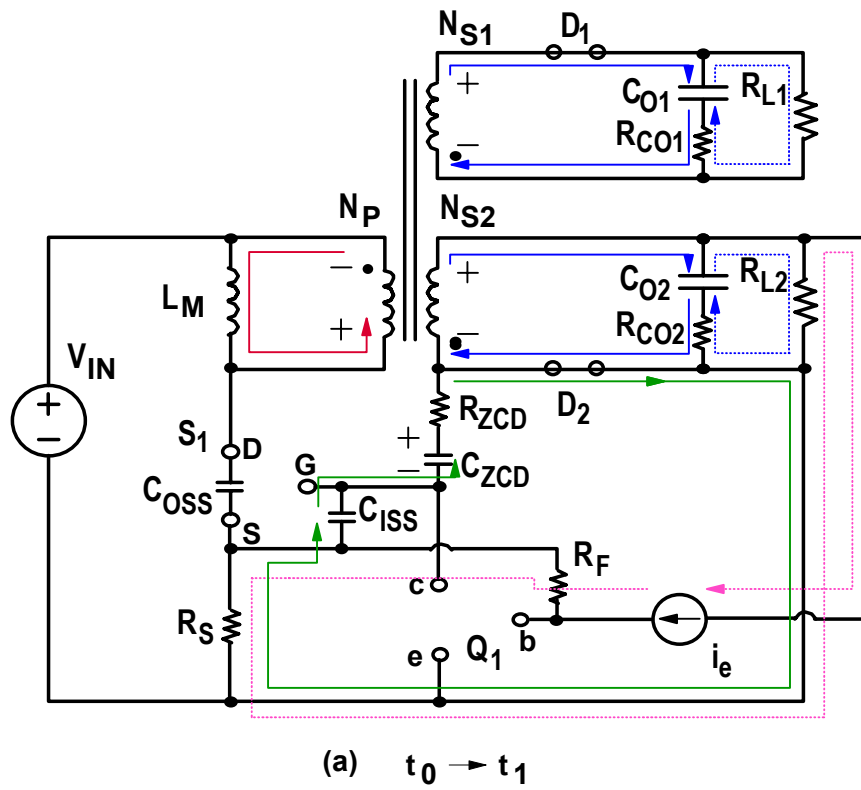 N_S1
D_1
+
C_O1
R_L1
R_CO1
−
N_P
N_S2
−
+
C_O2
R_L2
L_M
+
R_CO2
−
V_IN
D_2
+
−
R_ZCD
S_1
D
+
C_ZCD
−
G
C_OSS
C_ISS
S
R_F
c
R_S
b
e
Q_1
i_e
(a) t_0 → t_1